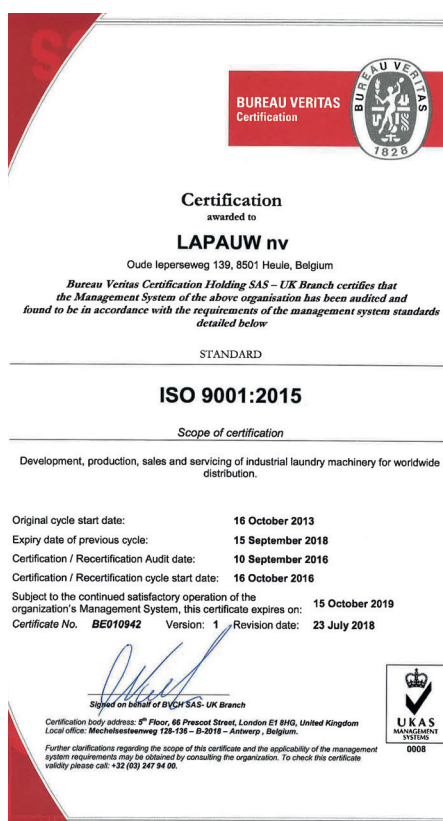 BUREAU VERITAS
Certification
BUREAU VERITAS
1828
Certification
awarded to
LAPAUW nv
Oude Ieperseweg 139, 8501 Heule, Belgium
Bureau Veritas Certification Holding SAS – UK Branch certifies that
the Management System of the above organisation has been audited and
found to be in accordance with the requirements of the management system standards
detailed below
STANDARD
ISO 9001:2015
Scope of certification
Development, production, sales and servicing of industrial laundry machinery for worldwide
distribution.
Original cycle start date: 16 October 2013
Expiry date of previous cycle: 15 September 2018
Certification / Recertification Audit date: 10 September 2016
Certification / Recertification cycle start date: 16 October 2016
Subject to the continued satisfactory operation of the
organization's Management System, this certificate expires on: 15 October 2019
Certificate No. BE010942 Version: 1 Revision date: 23 July 2018
Signed on behalf of BVCH SAS- UK Branch
Certification body address: 5th Floor, 66 Prescot Street, London E1 8HG, United Kingdom
Local office: Mechelsesteenweg 128-136 – B-2018 – Antwerp , Belgium.
Further clarifications regarding the scope of this certificate and the applicability of the management
system requirements may be obtained by consulting the organization. To check this certificate
validity please call: +32 (03) 247 94 00.
UKAS
MANAGEMENT
SYSTEMS
0008